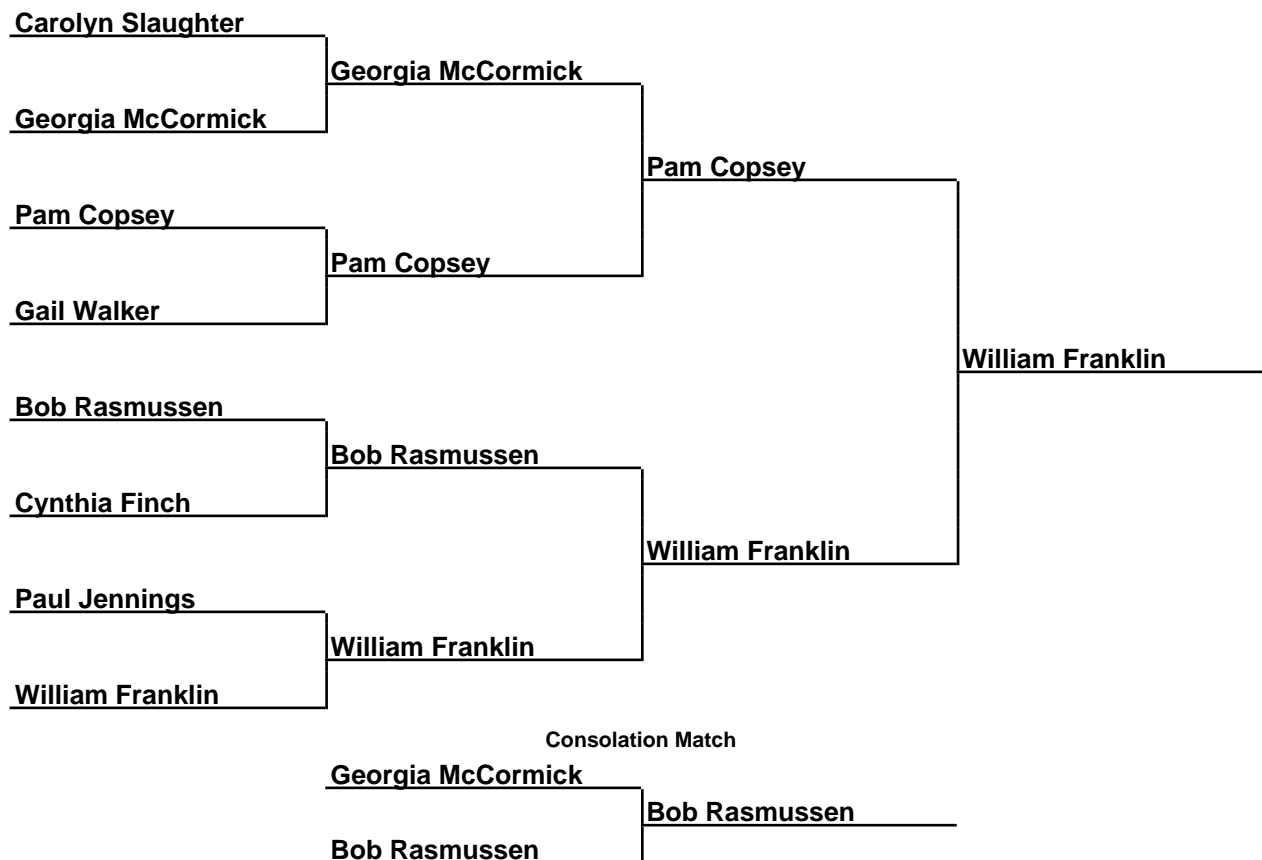 Carolyn Slaughter
Georgia McCormick
Georgia McCormick
Pam Copsey
Pam Copsey
Pam Copsey
Gail Walker
William Franklin
Bob Rasmussen
Bob Rasmussen
Cynthia Finch
William Franklin
Paul Jennings
William Franklin
William Franklin
Consolation Match
Georgia McCormick
Bob Rasmussen
Bob Rasmussen